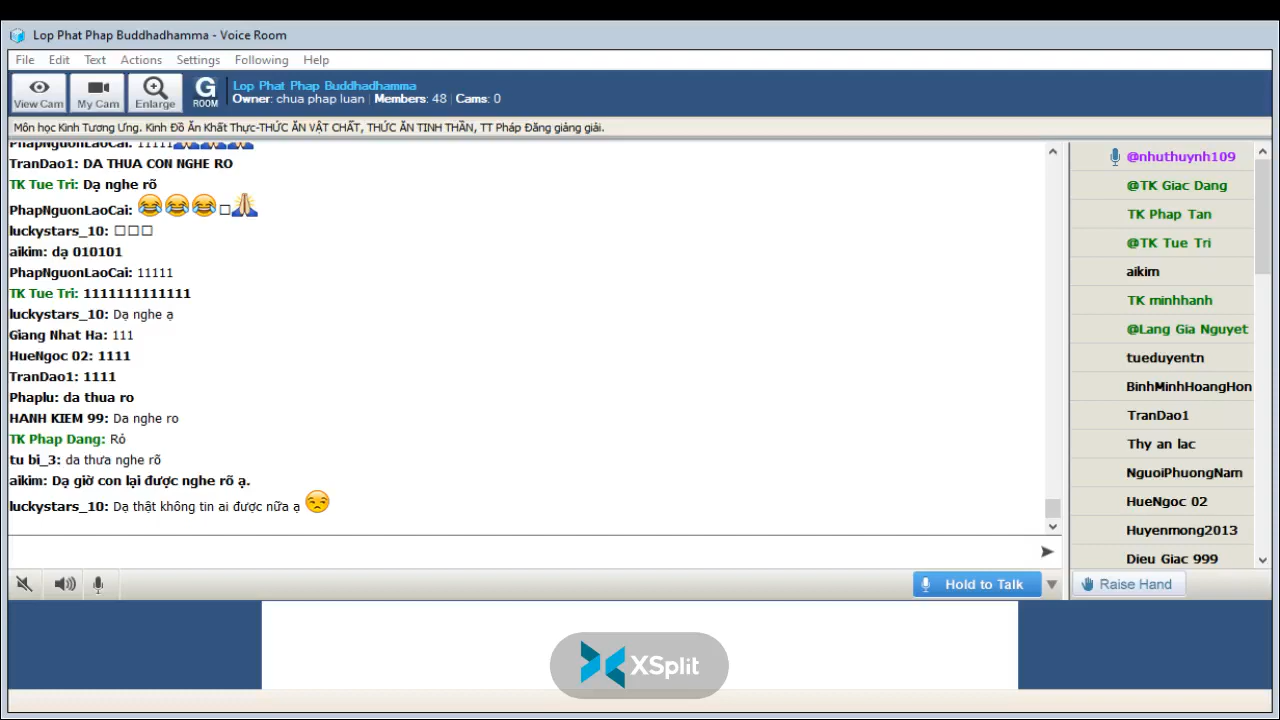 Lop Phat Phap Buddhadhamma - Voice Room
File Edit Text Actions Settings Following Help
View Cam My Cam Enlarge G ROOM
Lop Phat Phap Buddhadhamma
Owner: chua phap luan | Members: 48 | Cams: 0
Môn học Kinh Tương Ưng. Kinh Đồ Ăn Khất Thực-THỨC ĂN VẬT CHẤT, THỨC ĂN TINH THẦN, TT Pháp Đăng giảng giải.
PhapNguonLaoCai: 11111🙏🙏🙏
TranDao1: DA THUA CON NGHE RO
TK Tue Tri: Dạ nghe rõ
PhapNguonLaoCai: 😂😂😂□🙏
luckystars_10: □□□
aikim: dạ 010101
PhapNguonLaoCai: 11111
TK Tue Tri: 1111111111111
luckystars_10: Dạ nghe ạ
Giang Nhat Ha: 111
HueNgoc 02: 1111
TranDao1: 1111
Phaplu: da thua ro
HANH KIEM 99: Da nghe ro
TK Phap Dang: Rỏ
tu bi_3: da thưa nghe rõ
aikim: Dạ giờ con lại được nghe rõ ạ.
luckystars_10: Dạ thật không tin ai được nữa ạ 😒
@nhuthuynh109
@TK Giac Dang
TK Phap Tan
@TK Tue Tri
aikim
TK minhhanh
@Lang Gia Nguyet
tueduyentn
BinhMinhHoangHon
TranDao1
Thy an lac
NguoiPhuongNam
HueNgoc 02
Huyenmong2013
Dieu Giac 999
Hold to Talk
Raise Hand
XSplit